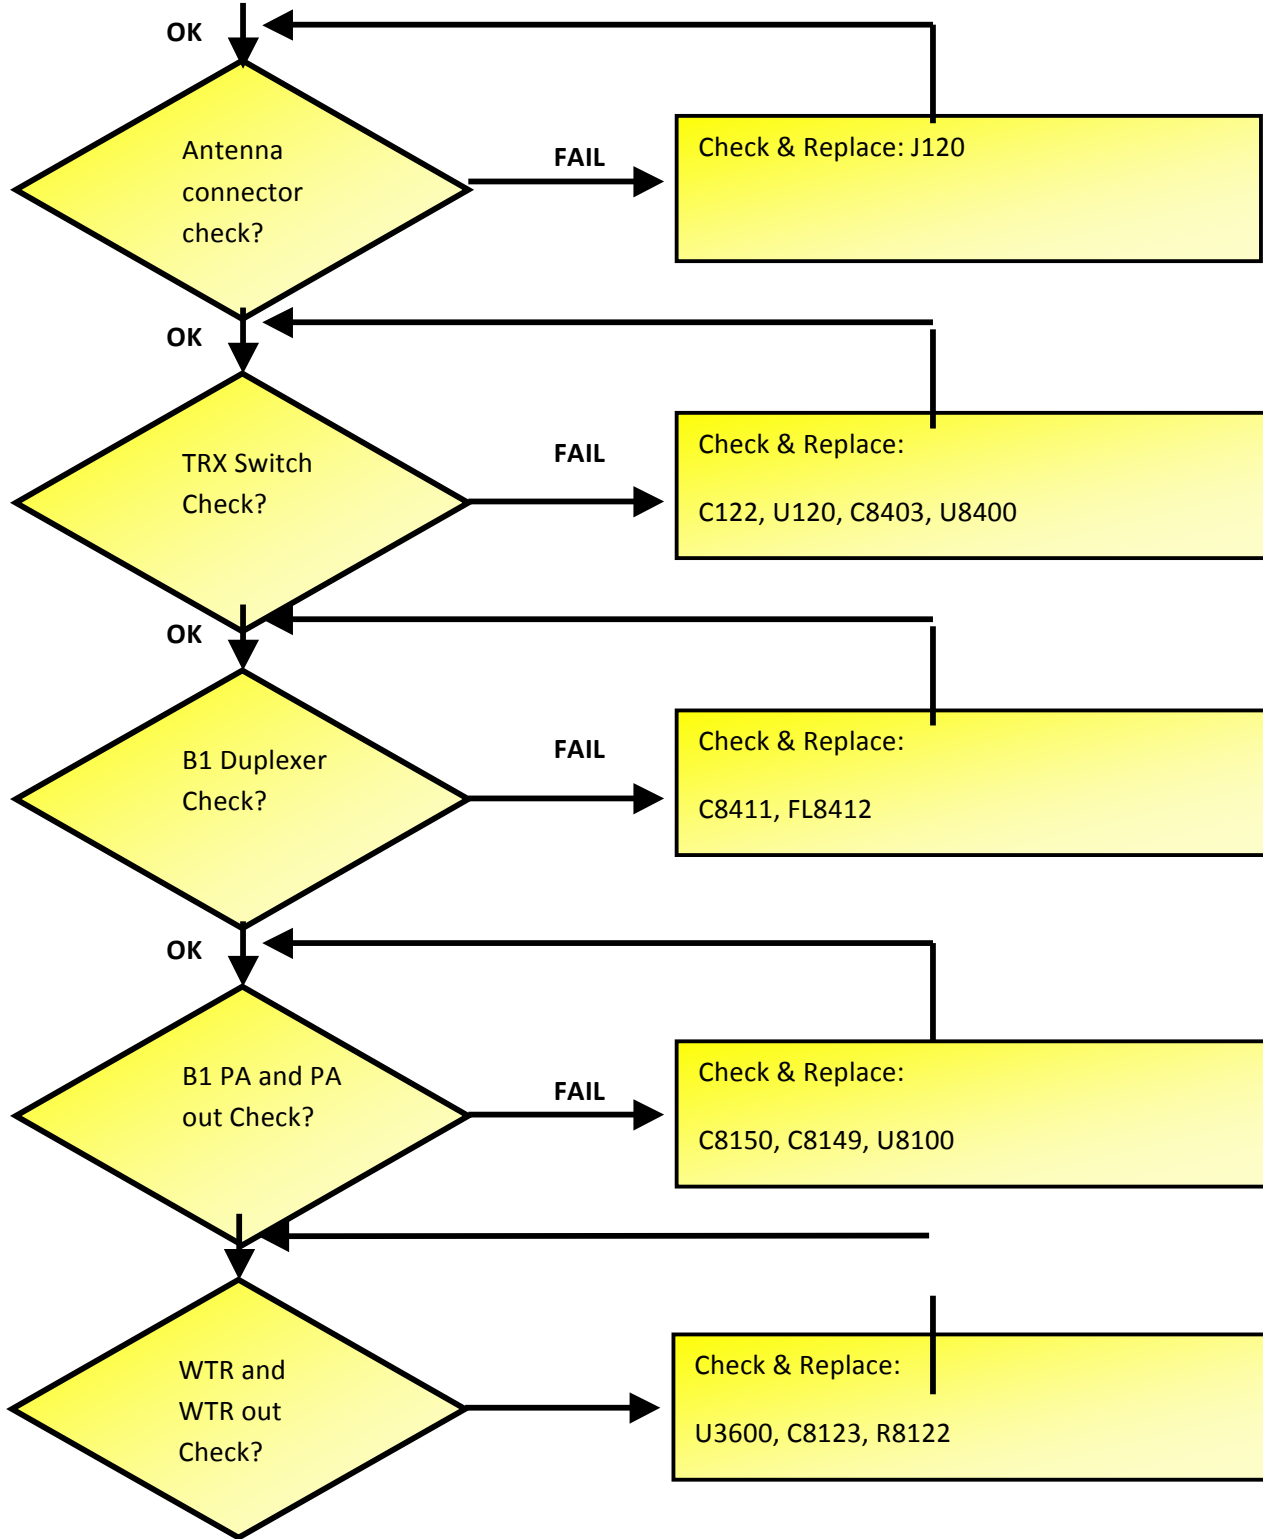 OK
Antenna
connector
check?
FAIL
Check & Replace: J120
OK
TRX Switch
Check?
FAIL
Check & Replace:
C122, U120, C8403, U8400
OK
B1 Duplexer
Check?
FAIL
Check & Replace:
C8411, FL8412
OK
B1 PA and PA
out Check?
FAIL
Check & Replace:
C8150, C8149, U8100
WTR and
WTR out
Check?
Check & Replace:
U3600, C8123, R8122